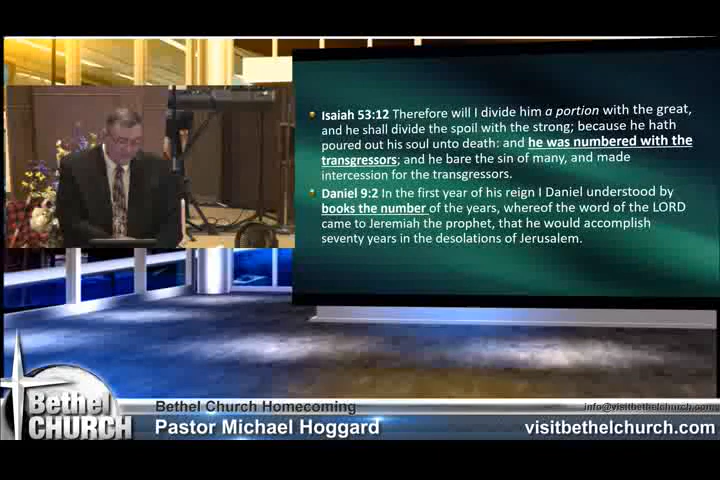 Isaiah 53:12 Therefore will I divide him a portion with the great,
and he shall divide the spoil with the strong; because he hath
poured out his soul unto death: and he was numbered with the
transgressors; and he bare the sin of many, and made
intercession for the transgressors.
Daniel 9:2 In the first year of his reign I Daniel understood by
books the number of the years, whereof the word of the LORD
came to Jeremiah the prophet, that he would accomplish
seventy years in the desolations of Jerusalem.
Bethel
CHURCH
Bethel Church Homecoming
info@visitbethelchurch.com
Pastor Michael Hoggard
visitbethelchurch.com